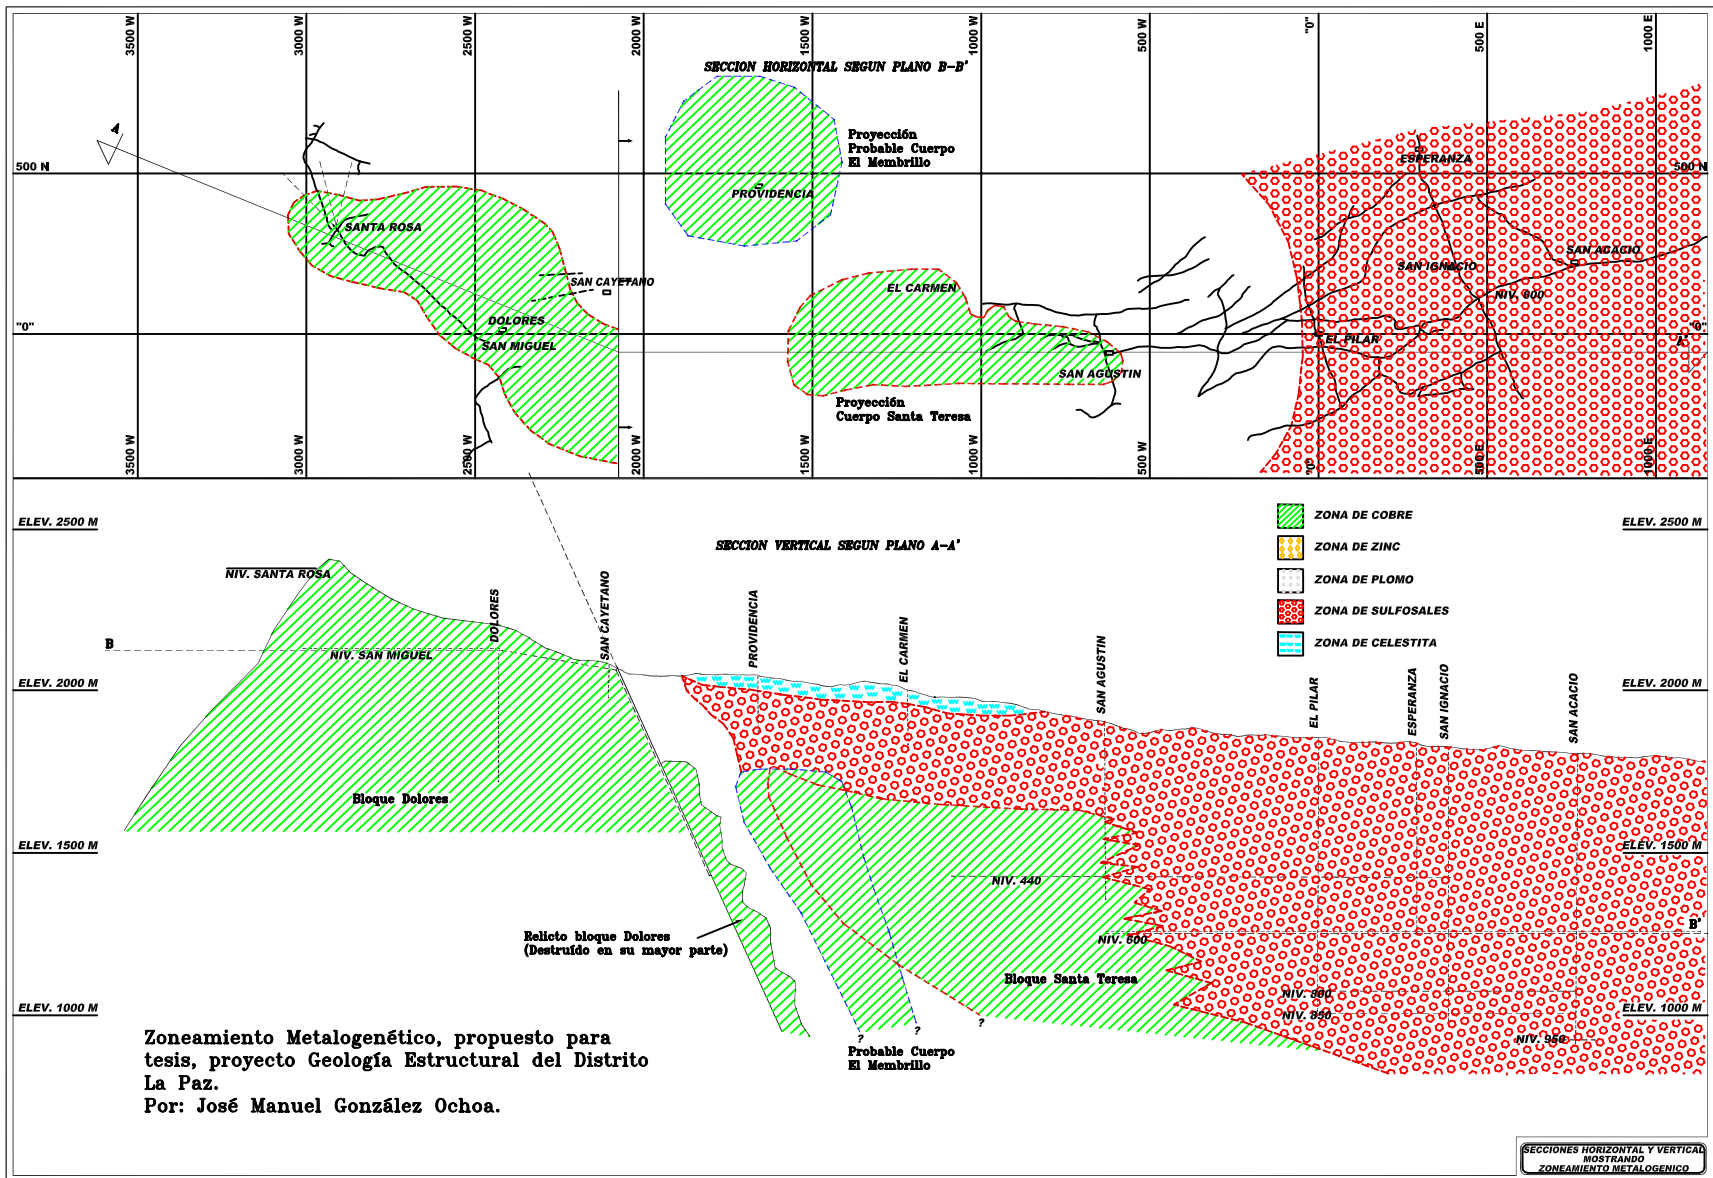 3500 W
3000 W
2500 W
2000 W
1500 W
1000 W
500 W
"0"
500 E
1000 E
SECCION HORIZONTAL SEGUN PLANO B-B'
A
Proyección
Probable Cuerpo
El Membrillo
ESPERANZA
500 N
500 N
PROVIDENCIA
SANTA ROSA
SAN ACACIO
SAN IGNACIO
SAN CAYETANO
EL CARMEN
NIV. 600
DOLORES
"0"
"0"
SAN MIGUEL
EL PILAR
A'
SAN AGUSTIN
Proyección
Cuerpo Santa Teresa
3500 W
3000 W
2500 W
2000 W
1500 W
1000 W
500 W
"0"
500 E
1000 E
ELEV. 2500 M
ELEV. 2500 M
SECCION VERTICAL SEGUN PLANO A-A'
ZONA DE COBRE
ZONA DE ZINC
ZONA DE PLOMO
ZONA DE SULFOSALES
ZONA DE CELESTITA
NIV. SANTA ROSA
DOLORES
SAN CAYETANO
PROVIDENCIA
EL CARMEN
SAN AGUSTIN
EL PILAR
ESPERANZA
SAN IGNACIO
SAN ACACIO
B
NIV. SAN MIGUEL
ELEV. 2000 M
ELEV. 2000 M
Bloque Dolores
ELEV. 1500 M
ELEV. 1500 M
NIV. 440
Relicto bloque Dolores
(Destruído en su mayor parte)
NIV. 600
B'
Bloque Santa Teresa
NIV. 800
ELEV. 1000 M
ELEV. 1000 M
NIV. 850
?
?
?
NIV. 950
Probable Cuerpo
El Membrillo
Zoneamiento Metalogenético, propuesto para
tesis, proyecto Geología Estructural del Distrito
La Paz.
Por: José Manuel González Ochoa.
SECCIONES HORIZONTAL Y VERTICAL
MOSTRANDO
ZONEAMIENTO METALOGENICO